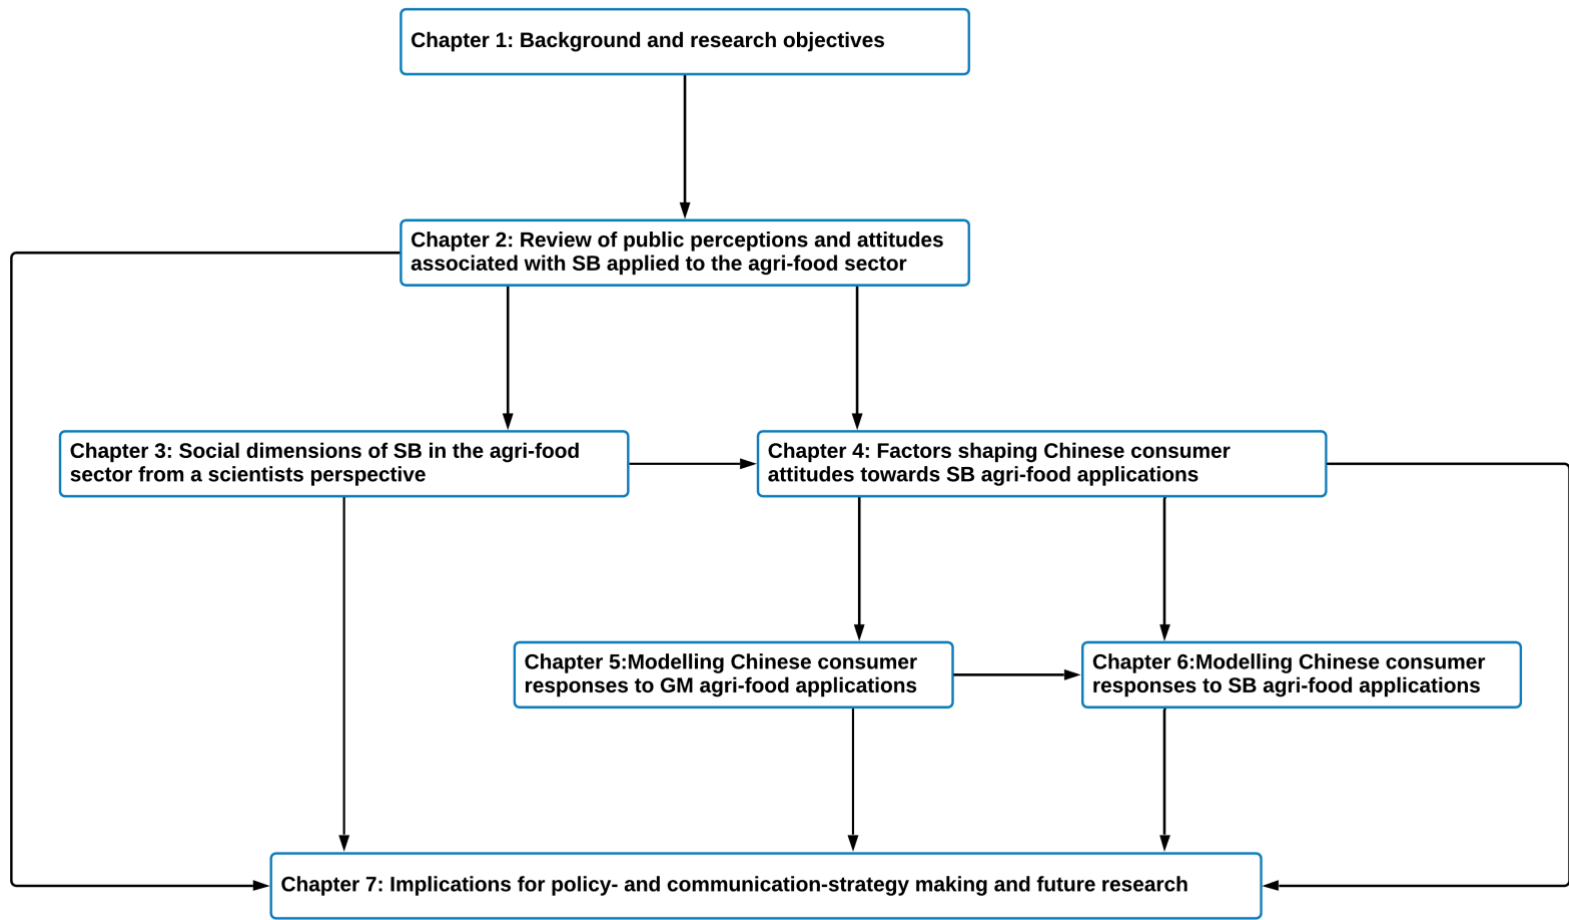 Chapter 1: Background and research objectives
Chapter 2: Review of public perceptions and attitudes
associated with SB applied to the agri-food sector
Chapter 3: Social dimensions of SB in the agri-food
sector from a scientists perspective
Chapter 4: Factors shaping Chinese consumer
attitudes towards SB agri-food applications
Chapter 5:Modelling Chinese consumer
responses to GM agri-food applications
Chapter 6:Modelling Chinese consumer
responses to SB agri-food applications
Chapter 7: Implications for policy- and communication-strategy making and future research